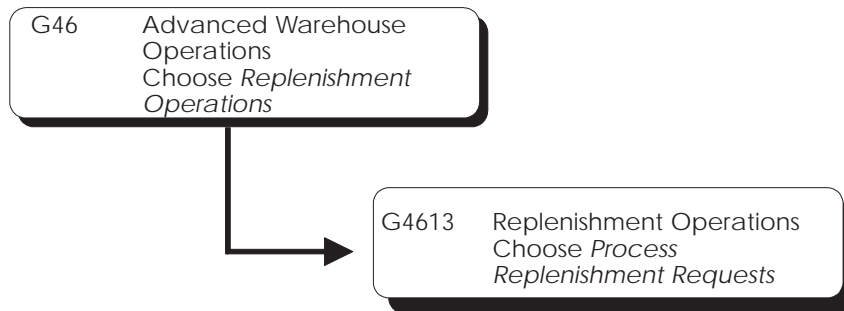 G46 Advanced Warehouse
Operations
Choose Replenishment
Operations
G4613 Replenishment Operations
Choose Process
Replenishment Requests